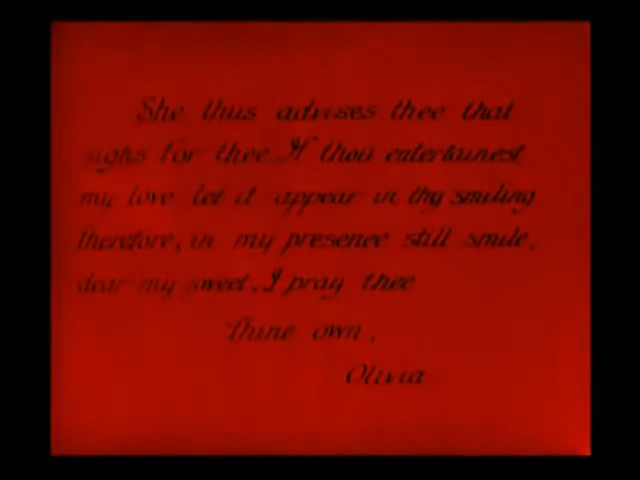 She thus advises thee that
sighs for thee. If thou entertainest
my love let it appear in thy smiling
therefore, in my presence still smile,
dear my sweet, I pray thee
Thine own,
Olivia